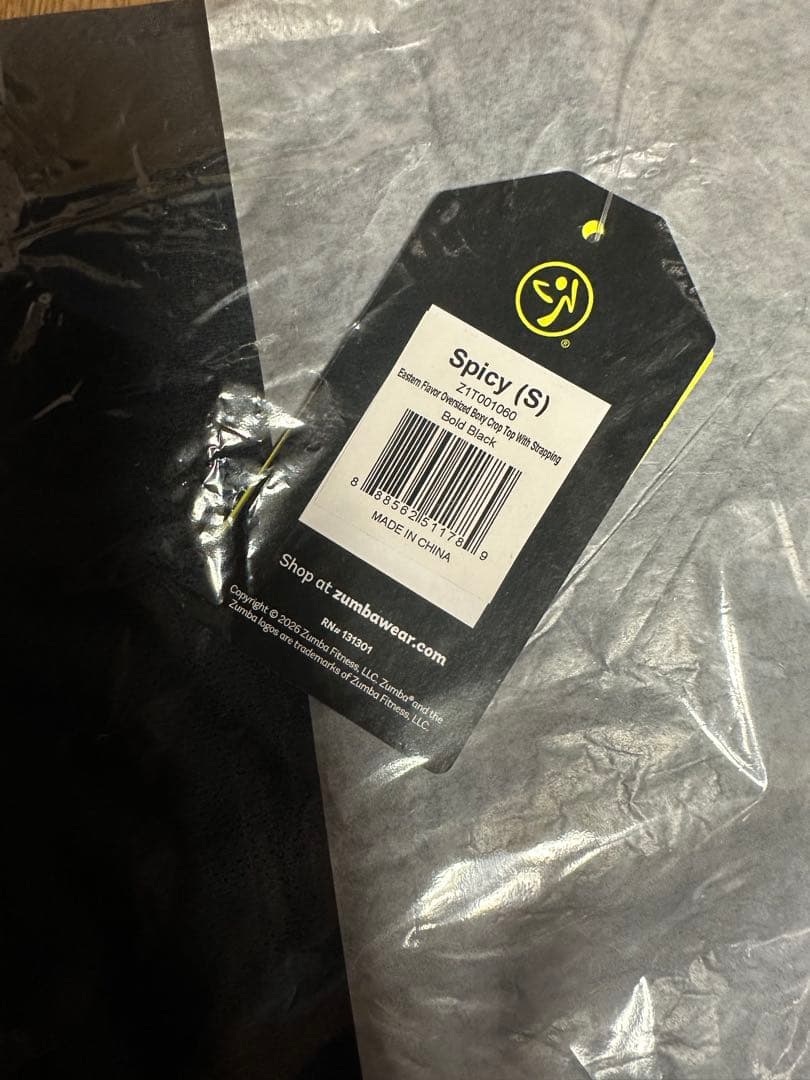 ®
Spicy (S)
Z1T001060
Eastern Flavor Oversized Boxy Crop Top With Strapping
Bold Black
8 88562 51178 9
MADE IN CHINA
Shop at zumbawear.com
RN# 131301
Copyright © 2026 Zumba Fitness, LLC. Zumba® and the
Zumba logos are trademarks of Zumba Fitness, LLC.